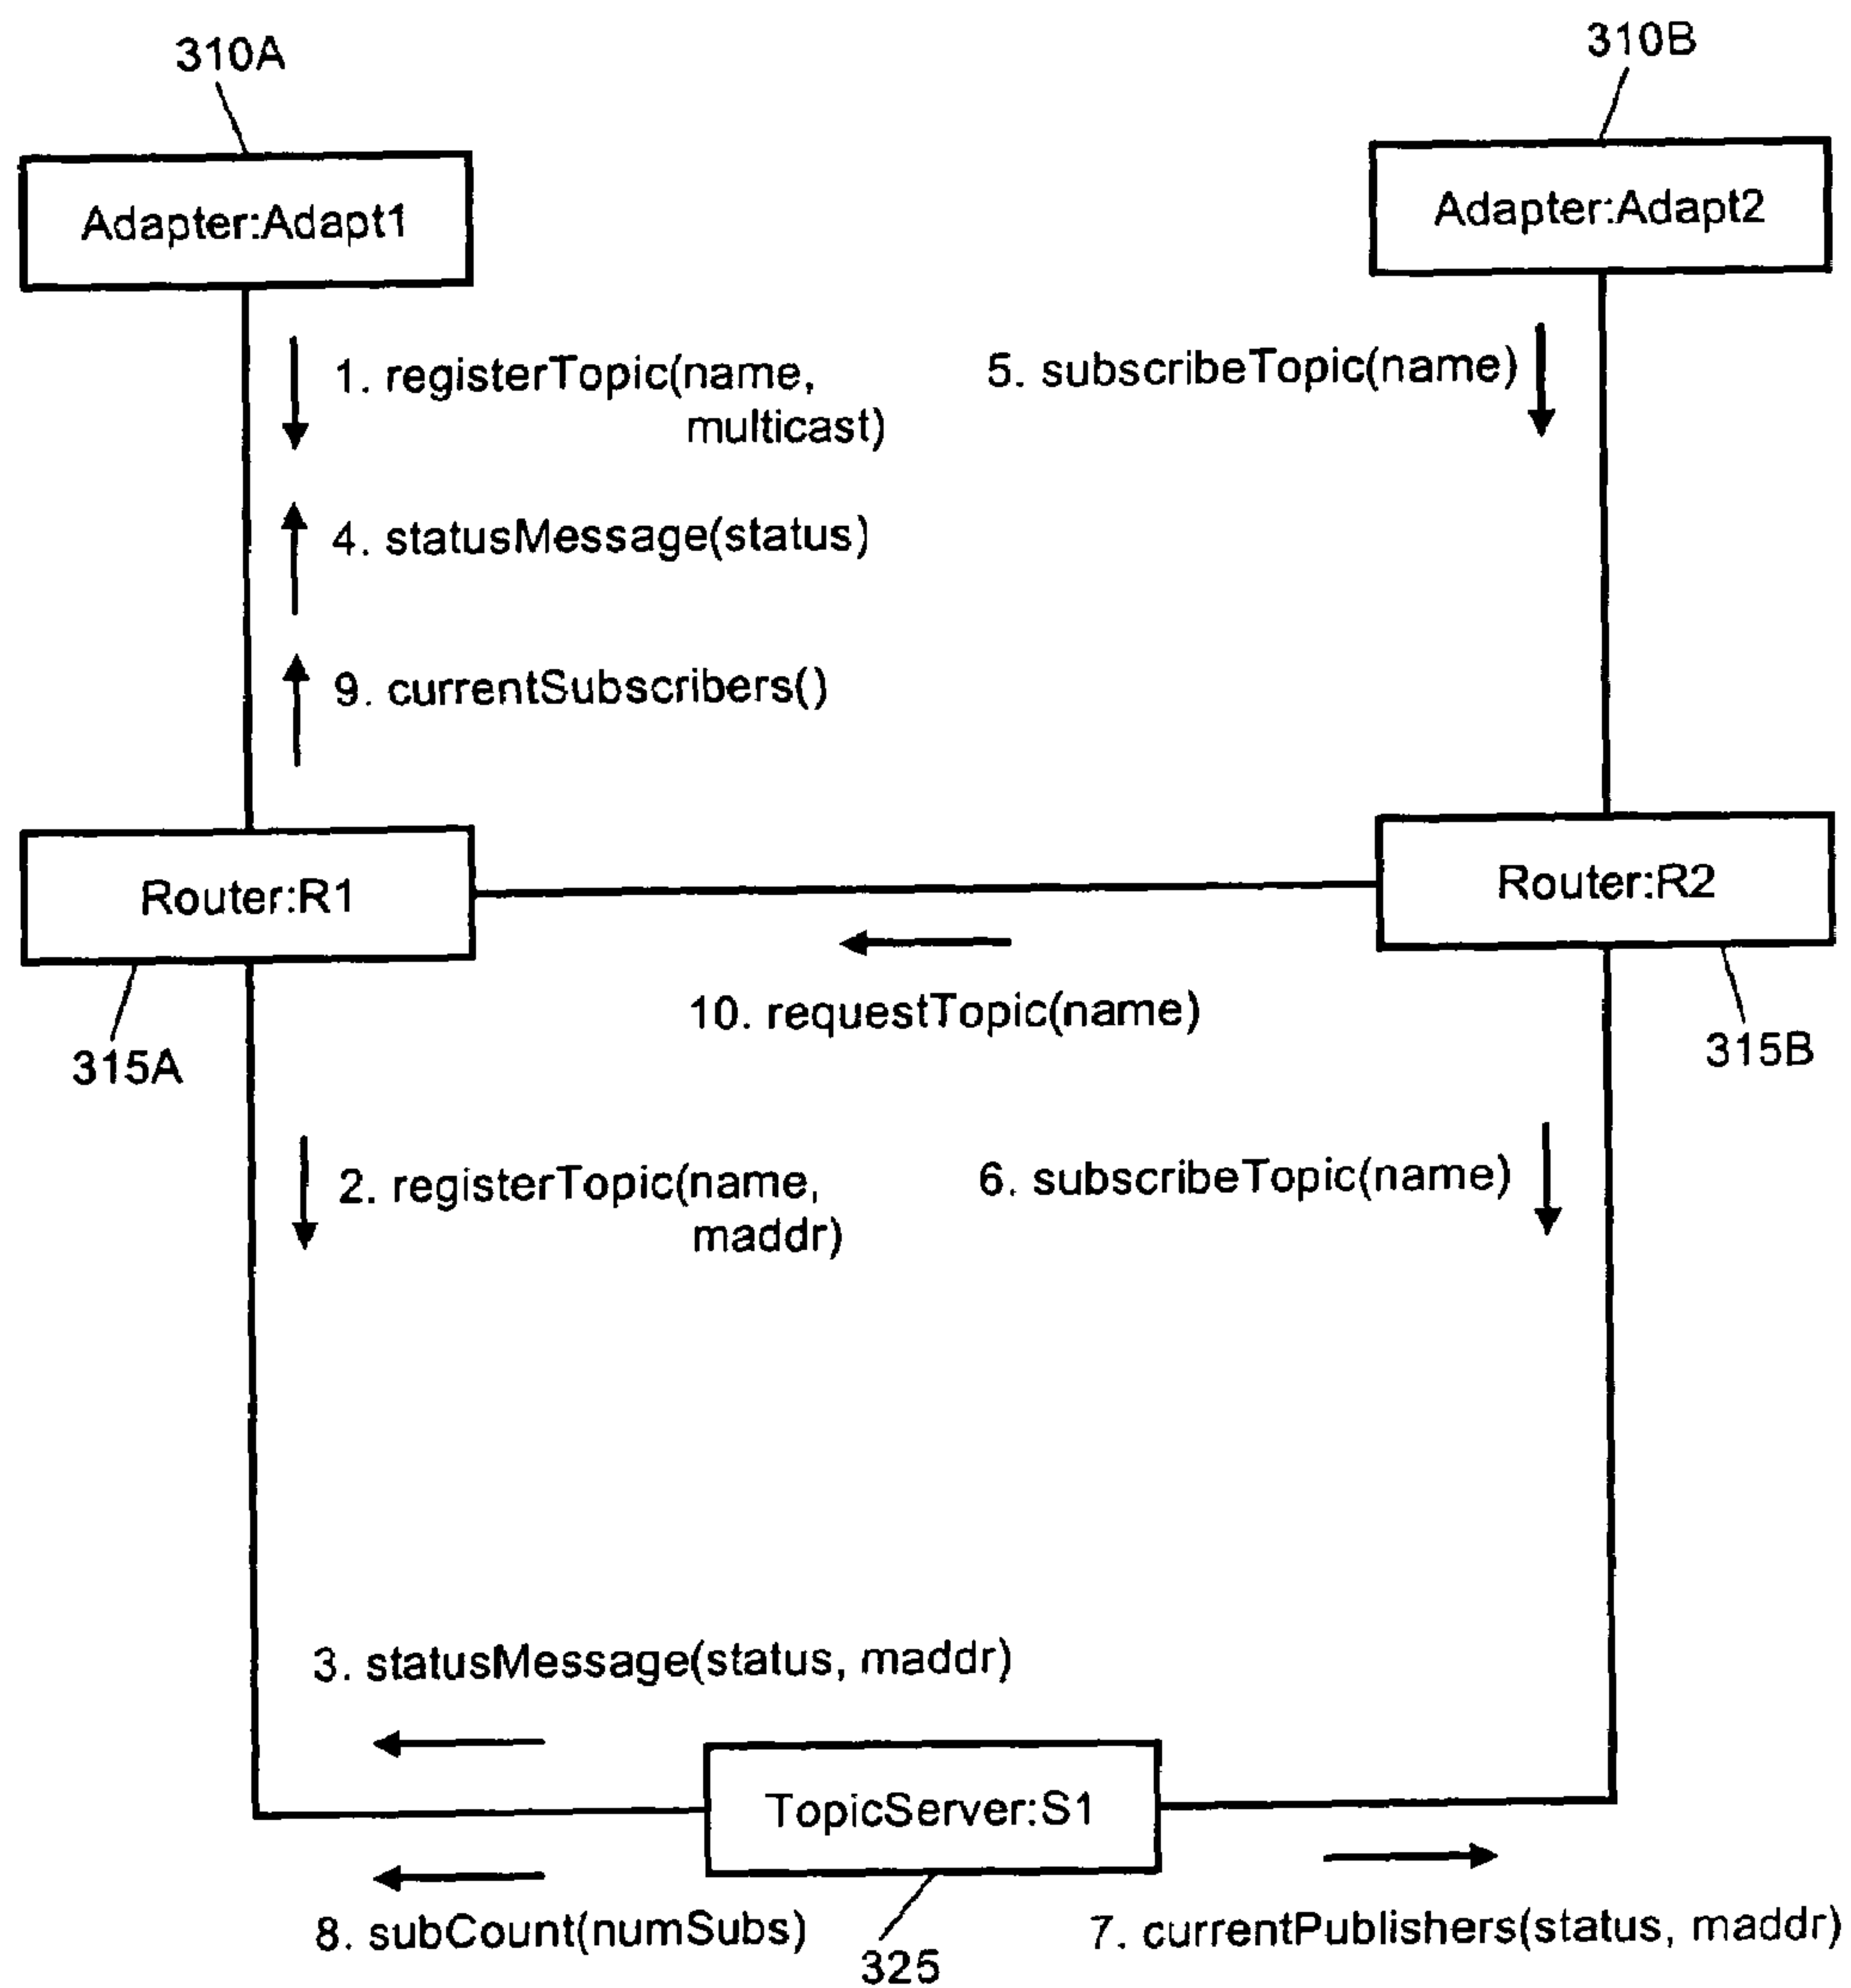 310A
310B
Adapter:Adapt1
Adapter:Adapt2
1. registerTopic(name,
multicast)
5. subscribeTopic(name)
4. statusMessage(status)
9. currentSubscribers()
Router:R1
Router:R2
10. requestTopic(name)
315A
315B
2. registerTopic(name,
maddr)
6. subscribeTopic(name)
3. statusMessage(status, maddr)
TopicServer:S1
8. subCount(numSubs)
7. currentPublishers(status, maddr)
325